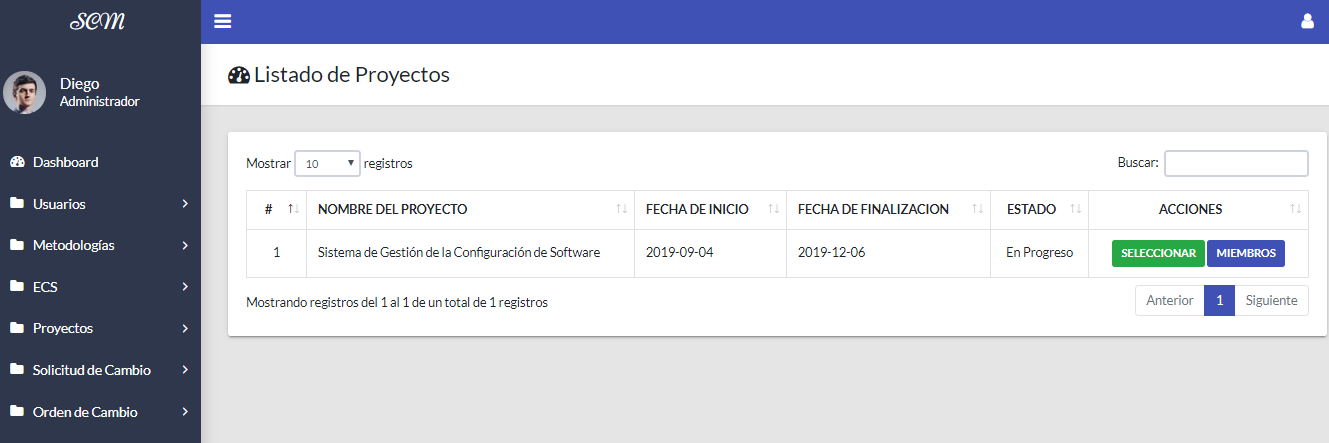 SCM
Diego
Administrador
Dashboard
Usuarios
Metodologías
ECS
Proyectos
Solicitud de Cambio
Orden de Cambio
Listado de Proyectos
Mostrar 10 registros
Buscar:
# NOMBRE DEL PROYECTO FECHA DE INICIO FECHA DE FINALIZACION ESTADO ACCIONES
1 Sistema de Gestión de la Configuración de Software 2019-09-04 2019-12-06 En Progreso SELECCIONAR MIEMBROS
Mostrando registros del 1 al 1 de un total de 1 registros
Anterior 1 Siguiente